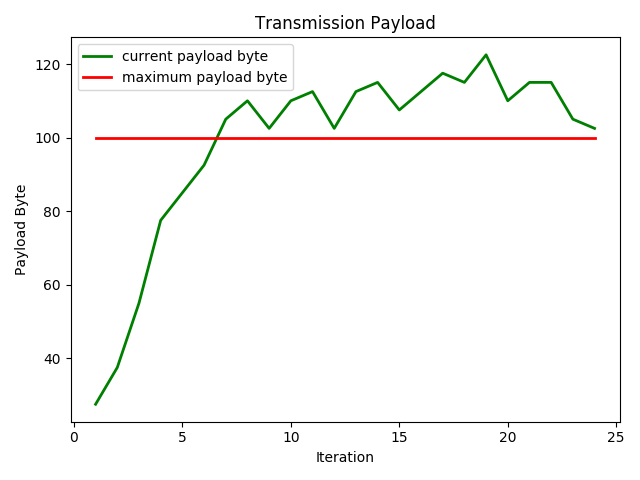 Transmission Payload
current payload byte
maximum payload byte
120
100
80
60
40
Payload Byte
0 5 10 15 20 25
Iteration